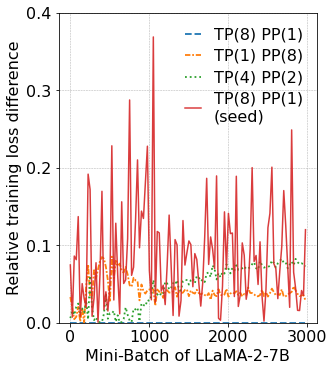 0.4
0.3
0.2
0.1
0.0
Relative training loss difference
TP(8) PP(1)
TP(1) PP(8)
TP(4) PP(2)
TP(8) PP(1)
(seed)
0 1000 2000 3000
Mini-Batch of LLaMA-2-7B